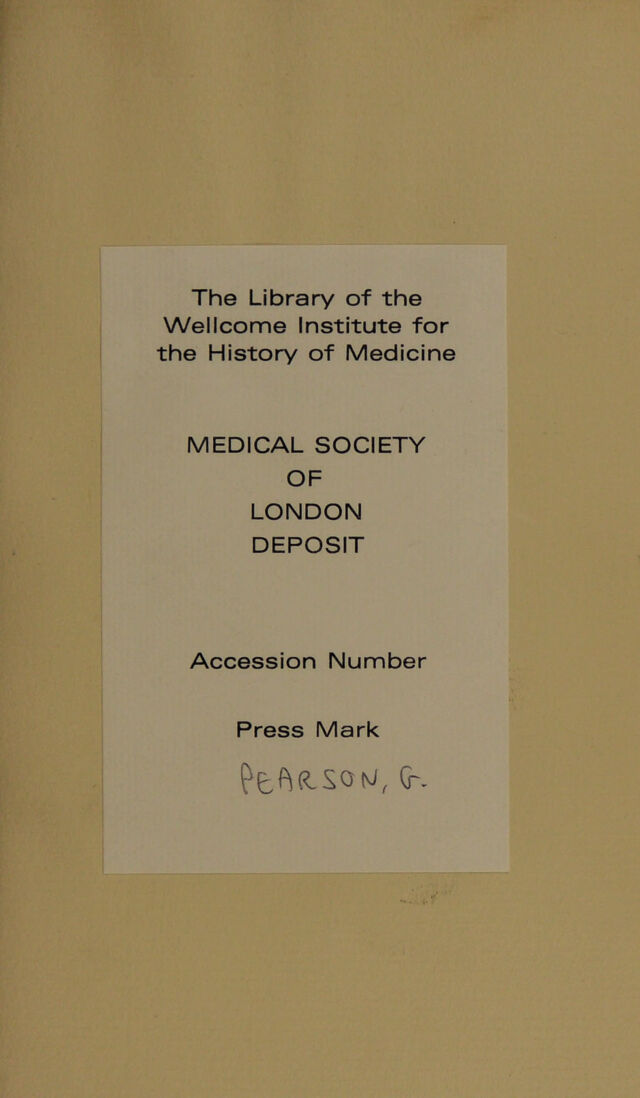 The Library of the
Wellcome Institute for
the History of Medicine
MEDICAL SOCIETY
OF
LONDON
DEPOSIT
Accession Number
Press Mark
PEARSON, G.